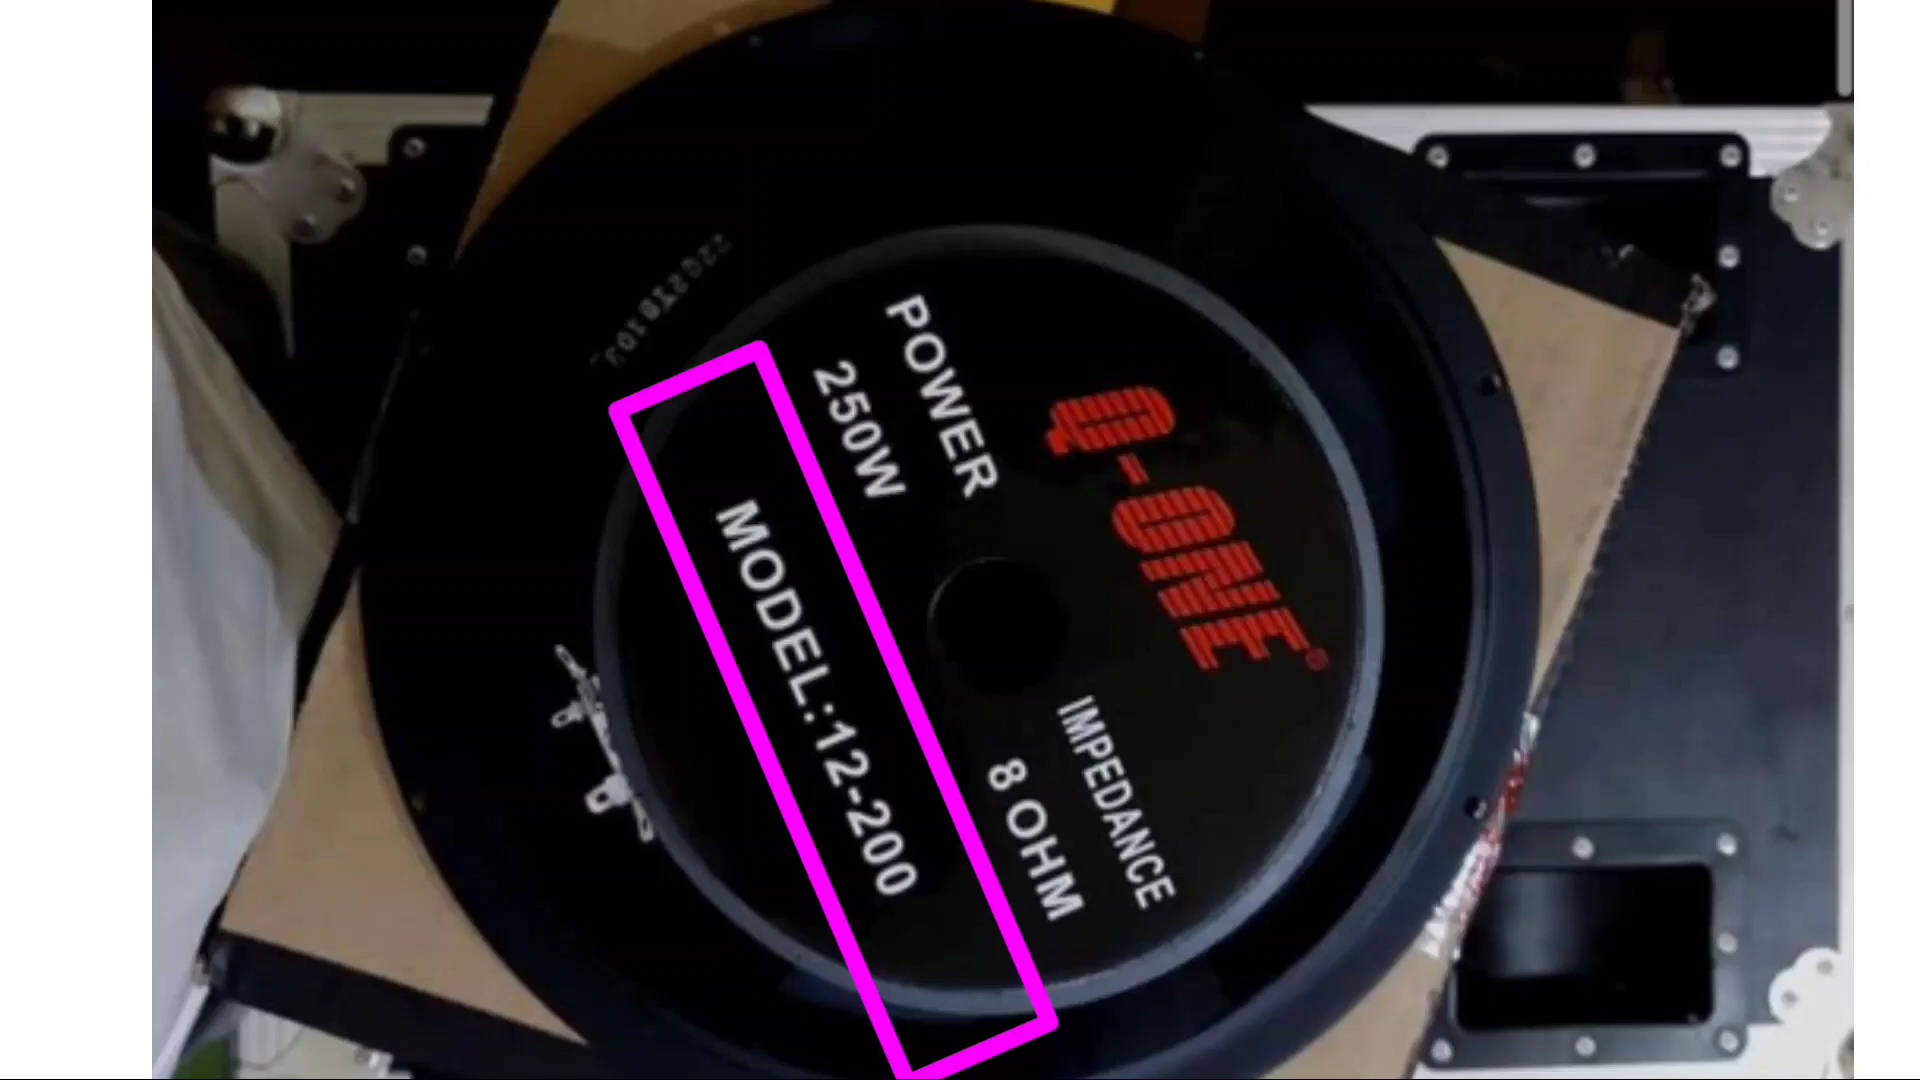 Q-ONE®
POWER
250W
IMPEDANCE
8 OHM
MODEL:12-200